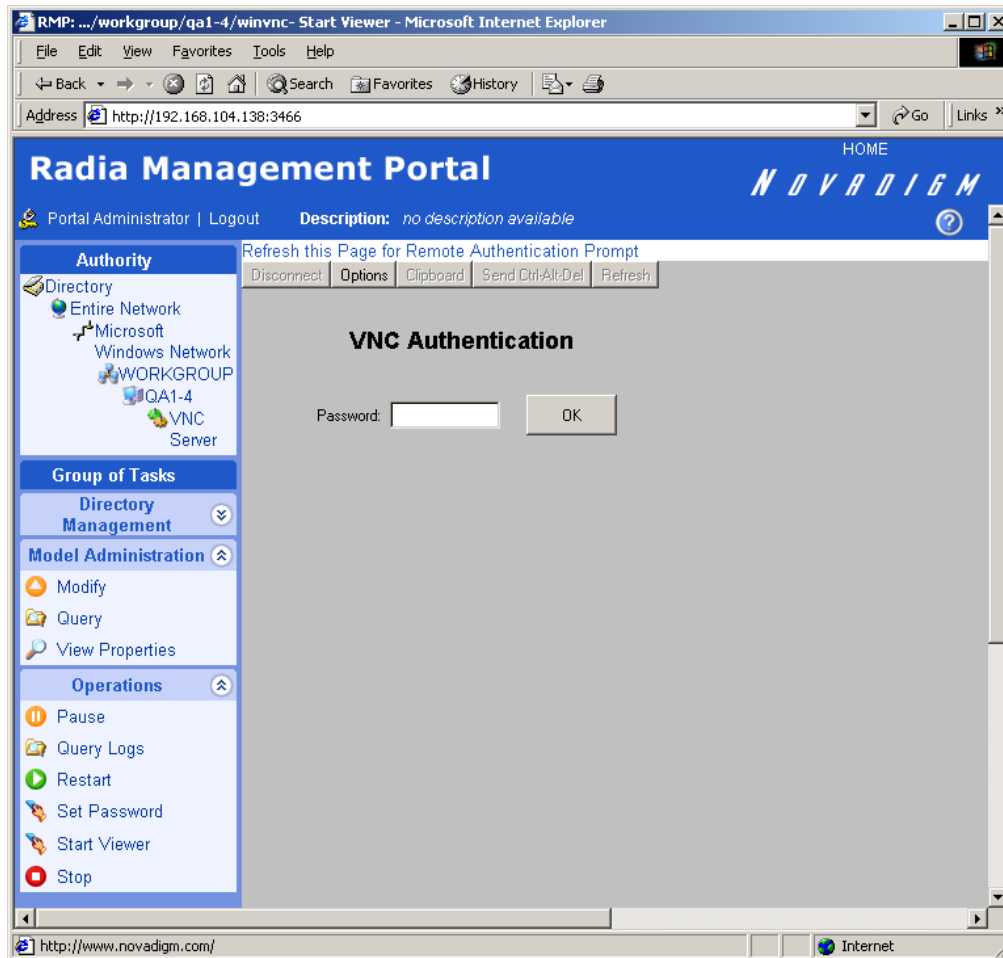 RMP: .../workgroup/qa1-4/winvnc- Start Viewer - Microsoft Internet Explorer
File Edit View Favorites Tools Help
Back Search Favorites History
Address http://192.168.104.138:3466 Go Links »
Radia Management Portal
HOME
NOVADIGM
Portal Administrator | Logout Description: no description available ?
Authority
Directory
Entire Network
Microsoft
Windows Network
WORKGROUP
QA1-4
VNC
Server
Group of Tasks
Directory
Management
Model Administration
Modify
Query
View Properties
Operations
Pause
Query Logs
Restart
Set Password
Start Viewer
Stop
Refresh this Page for Remote Authentication Prompt
Disconnect Options Clipboard Send Ctrl-Alt-Del Refresh
VNC Authentication
Password: OK
http://www.novadigm.com/ Internet